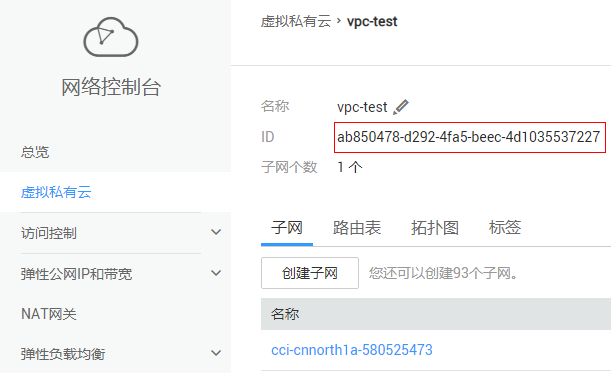 网络控制台
总览
虚拟私有云
访问控制
弹性公网IP和带宽
NAT网关
弹性负载均衡
虚拟私有云 › vpc-test
名称 vpc-test
ID ab850478-d292-4fa5-beec-4d1035537227
子网个数 1 个
子网 路由表 拓扑图 标签
创建子网 您还可以创建93个子网。
名称
cci-cnnorth1a-580525473